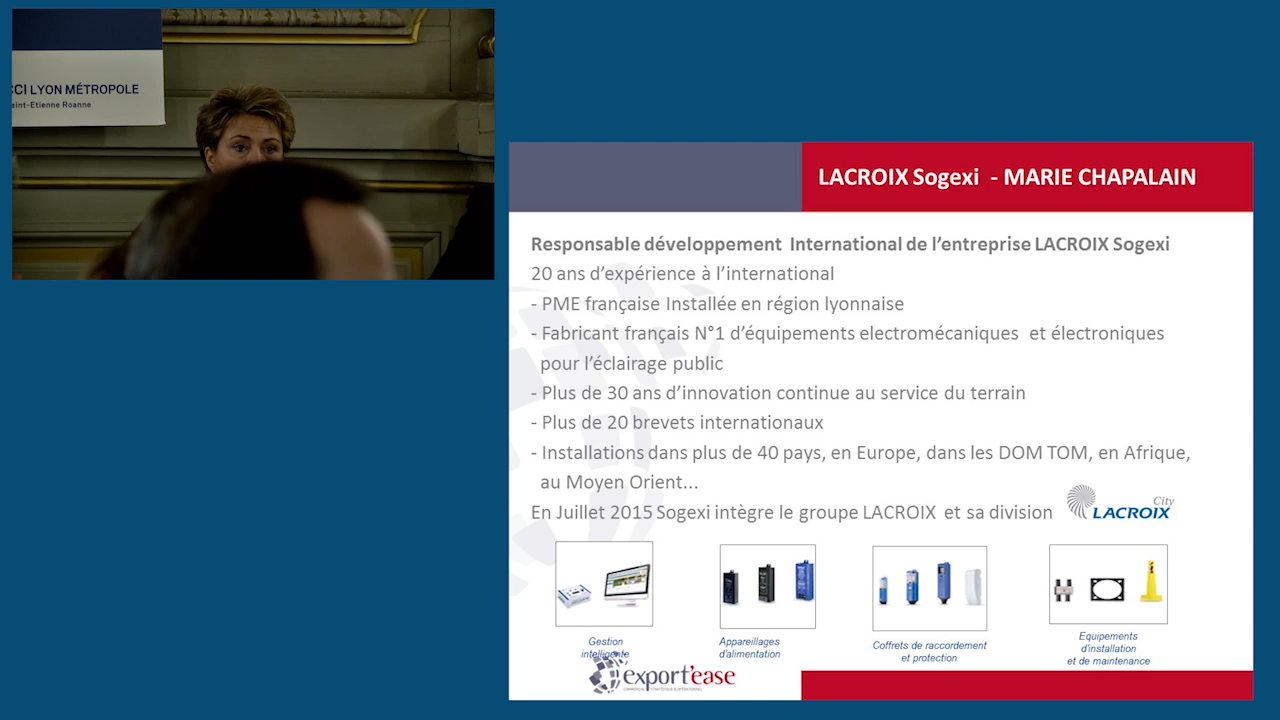 CCI LYON MÉTROPOLE
Saint-Etienne Roanne
LACROIX Sogexi - MARIE CHAPALAIN
Responsable développement International de l'entreprise LACROIX Sogexi
20 ans d'expérience à l'international
- PME française Installée en région lyonnaise
- Fabricant français N°1 d'équipements electromécaniques et électroniques
pour l'éclairage public
- Plus de 30 ans d'innovation continue au service du terrain
- Plus de 20 brevets internationaux
- Installations dans plus de 40 pays, en Europe, dans les DOM TOM, en Afrique,
au Moyen Orient...
En Juillet 2015 Sogexi intègre le groupe LACROIX et sa division
City
LACROIX
Gestion
intelligente
Appareillages
d'alimentation
Coffrets de raccordement
et protection
Equipements
d'installation
et de maintenance
export'ease
COMMERCIAL, STRATÉGIQUE & OPÉRATIONNEL